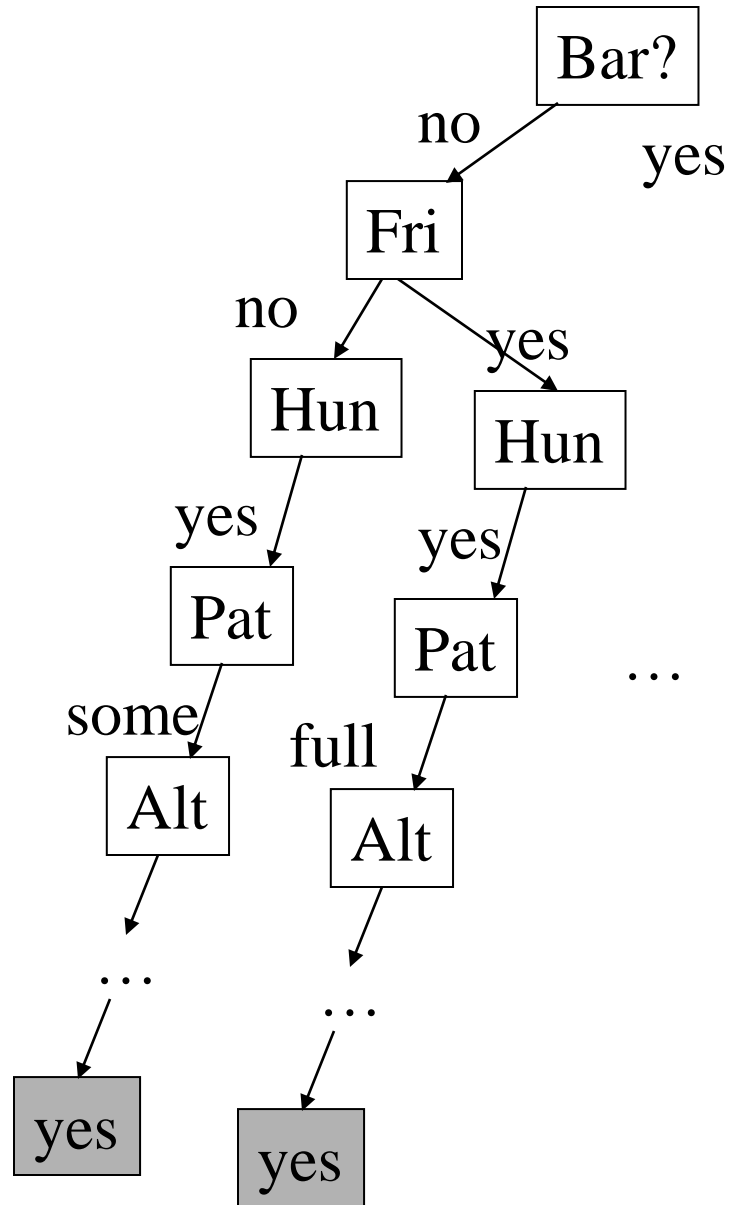 Bar?
no
yes
Fri
no
yes
Hun
Hun
yes
yes
Pat
Pat
…
some
full
Alt
Alt
…
…
yes
yes